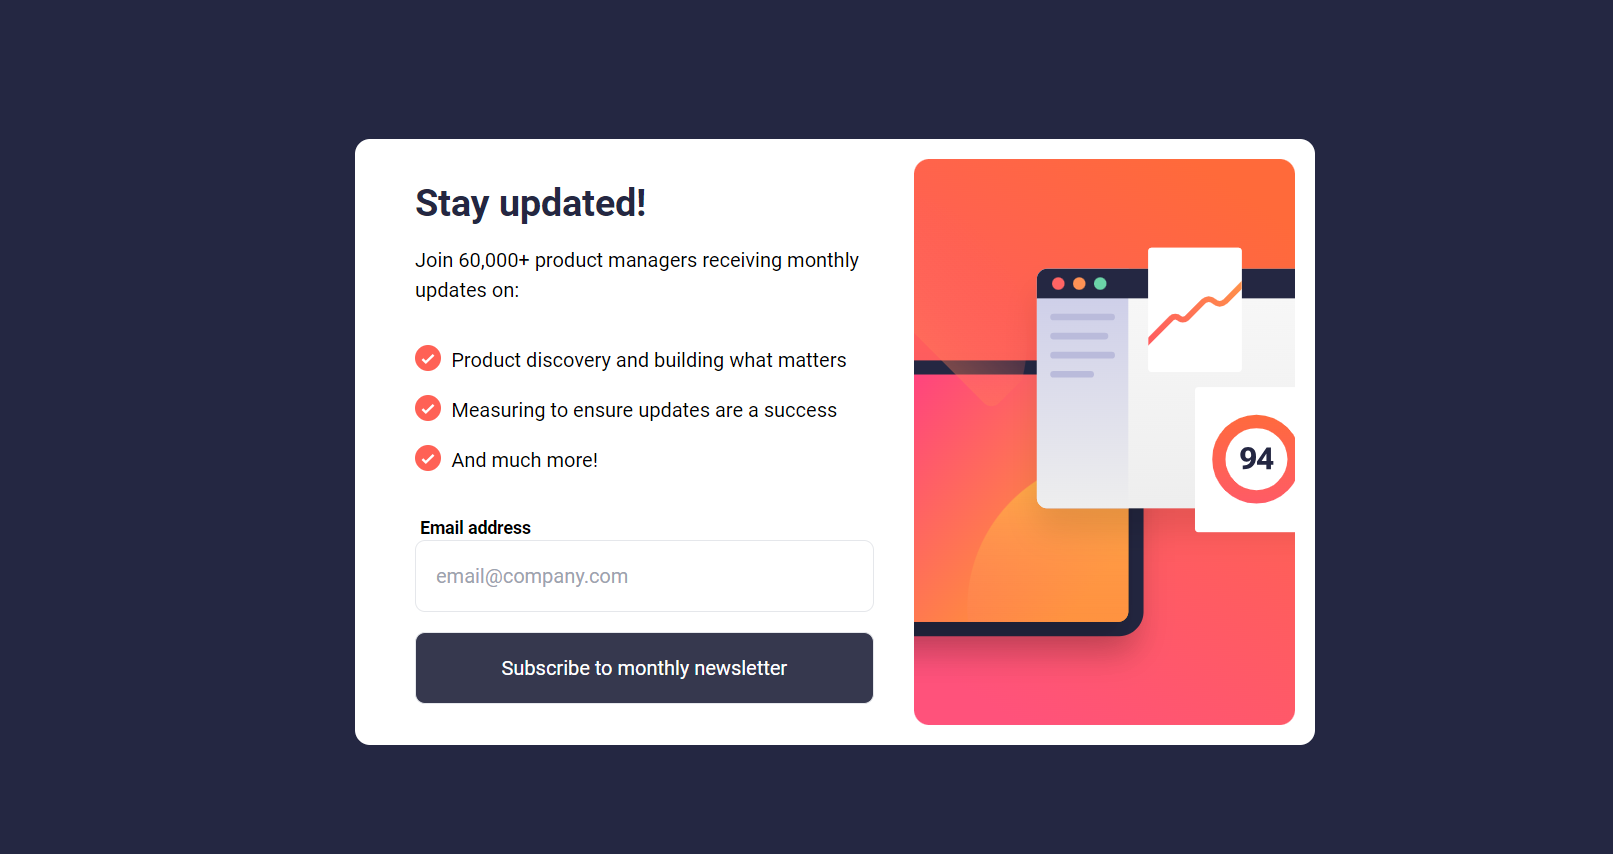 Stay updated!
Join 60,000+ product managers receiving monthly
updates on:
Product discovery and building what matters
Measuring to ensure updates are a success
And much more!
Email address
email@company.com
Subscribe to monthly newsletter
94